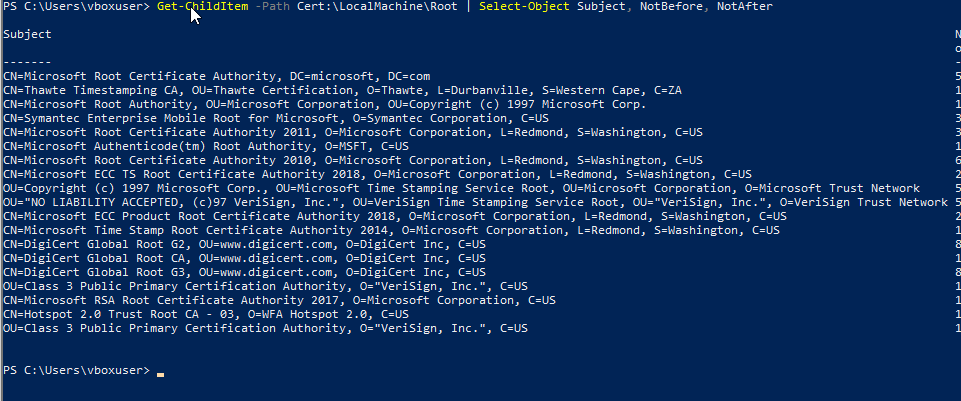 PS C:\Users\vboxuser> Get-ChildItem -Path Cert:\LocalMachine\Root | Select-Object Subject, NotBefore, NotAfter
Subject N
o
------- -
CN=Microsoft Root Certificate Authority, DC=microsoft, DC=com 5
CN=Thawte Timestamping CA, OU=Thawte Certification, O=Thawte, L=Durbanville, S=Western Cape, C=ZA 1
CN=Microsoft Root Authority, OU=Microsoft Corporation, OU=Copyright (c) 1997 Microsoft Corp. 1
CN=Symantec Enterprise Mobile Root for Microsoft, O=Symantec Corporation, C=US 3
CN=Microsoft Root Certificate Authority 2011, O=Microsoft Corporation, L=Redmond, S=Washington, C=US 3
CN=Microsoft Authenticode(tm) Root Authority, O=MSFT, C=US 1
CN=Microsoft Root Certificate Authority 2010, O=Microsoft Corporation, L=Redmond, S=Washington, C=US 6
CN=Microsoft ECC TS Root Certificate Authority 2018, O=Microsoft Corporation, L=Redmond, S=Washington, C=US 2
OU=Copyright (c) 1997 Microsoft Corp., OU=Microsoft Time Stamping Service Root, OU=Microsoft Corporation, O=Microsoft Trust Network 5
OU="NO LIABILITY ACCEPTED, (c)97 VeriSign, Inc.", OU=VeriSign Time Stamping Service Root, OU="VeriSign, Inc.", O=VeriSign Trust Network 5
CN=Microsoft ECC Product Root Certificate Authority 2018, O=Microsoft Corporation, L=Redmond, S=Washington, C=US 2
CN=Microsoft Time Stamp Root Certificate Authority 2014, O=Microsoft Corporation, L=Redmond, S=Washington, C=US 1
CN=DigiCert Global Root G2, OU=www.digicert.com, O=DigiCert Inc, C=US 8
CN=DigiCert Global Root CA, OU=www.digicert.com, O=DigiCert Inc, C=US 1
CN=DigiCert Global Root G3, OU=www.digicert.com, O=DigiCert Inc, C=US 8
OU=Class 3 Public Primary Certification Authority, O="VeriSign, Inc.", C=US 1
CN=Microsoft RSA Root Certificate Authority 2017, O=Microsoft Corporation, C=US 1
CN=Hotspot 2.0 Trust Root CA - 03, O=WFA Hotspot 2.0, C=US 1
OU=Class 3 Public Primary Certification Authority, O="VeriSign, Inc.", C=US 1
PS C:\Users\vboxuser>